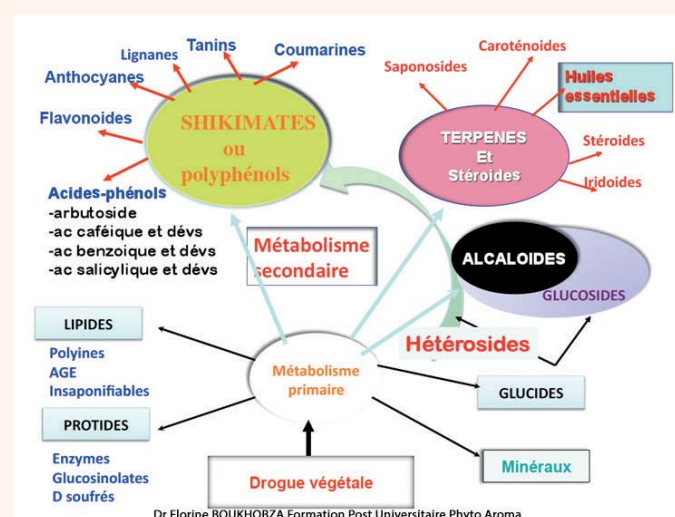 Tanins
Lignanes
Coumarines
Anthocyanes
Flavonoides
SHIKIMATES
ou
polyphénols
Acides-phénols
-arbutoside
-ac caféique et dévs
-ac benzoique et dévs
-ac salicylique et dévs
Caroténoides
Saponosides
Huiles
essentielles
TERPENES
Et
Stéroides
Stéroides
Iridoides
Métabolisme
secondaire
ALCALOIDES
GLUCOSIDES
Hétérosides
LIPIDES
Polyines
AGE
Insaponifiables
PROTIDES
Enzymes
Glucosinolates
D soufrés
Métabolisme
primaire
GLUCIDES
Minéraux
Drogue végétale
Dr Florine BOUKHOBZA Formation Post Universitaire Phyto Aroma